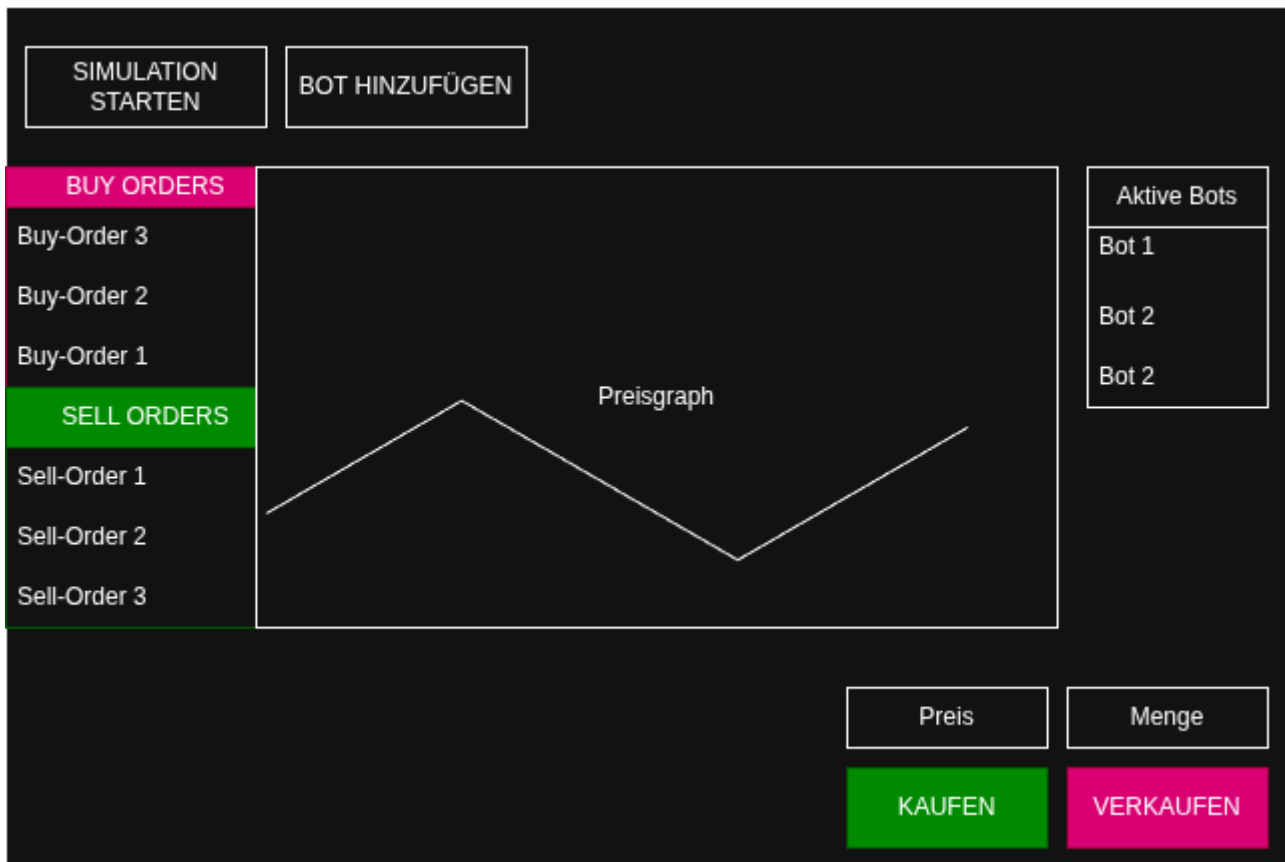 SIMULATION
STARTEN
BOT HINZUFÜGEN
BUY ORDERS
Buy-Order 3
Buy-Order 2
Buy-Order 1
SELL ORDERS
Sell-Order 1
Sell-Order 2
Sell-Order 3
Preisgraph
Aktive Bots
Bot 1
Bot 2
Bot 2
Preis
Menge
KAUFEN
VERKAUFEN